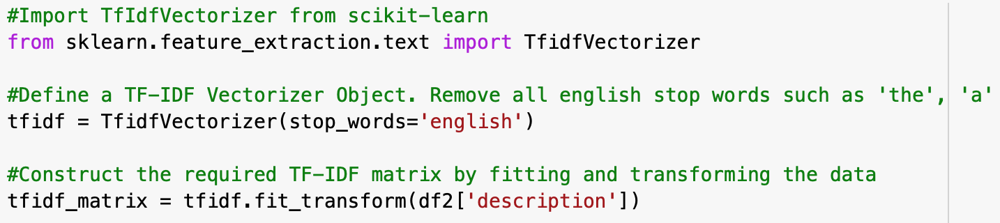 #Import TfIdfVectorizer from scikit-learn
from sklearn.feature_extraction.text import TfidfVectorizer
#Define a TF-IDF Vectorizer Object. Remove all english stop words such as 'the', 'a'
tfidf = TfidfVectorizer(stop_words='english')
#Construct the required TF-IDF matrix by fitting and transforming the data
tfidf_matrix = tfidf.fit_transform(df2['description'])